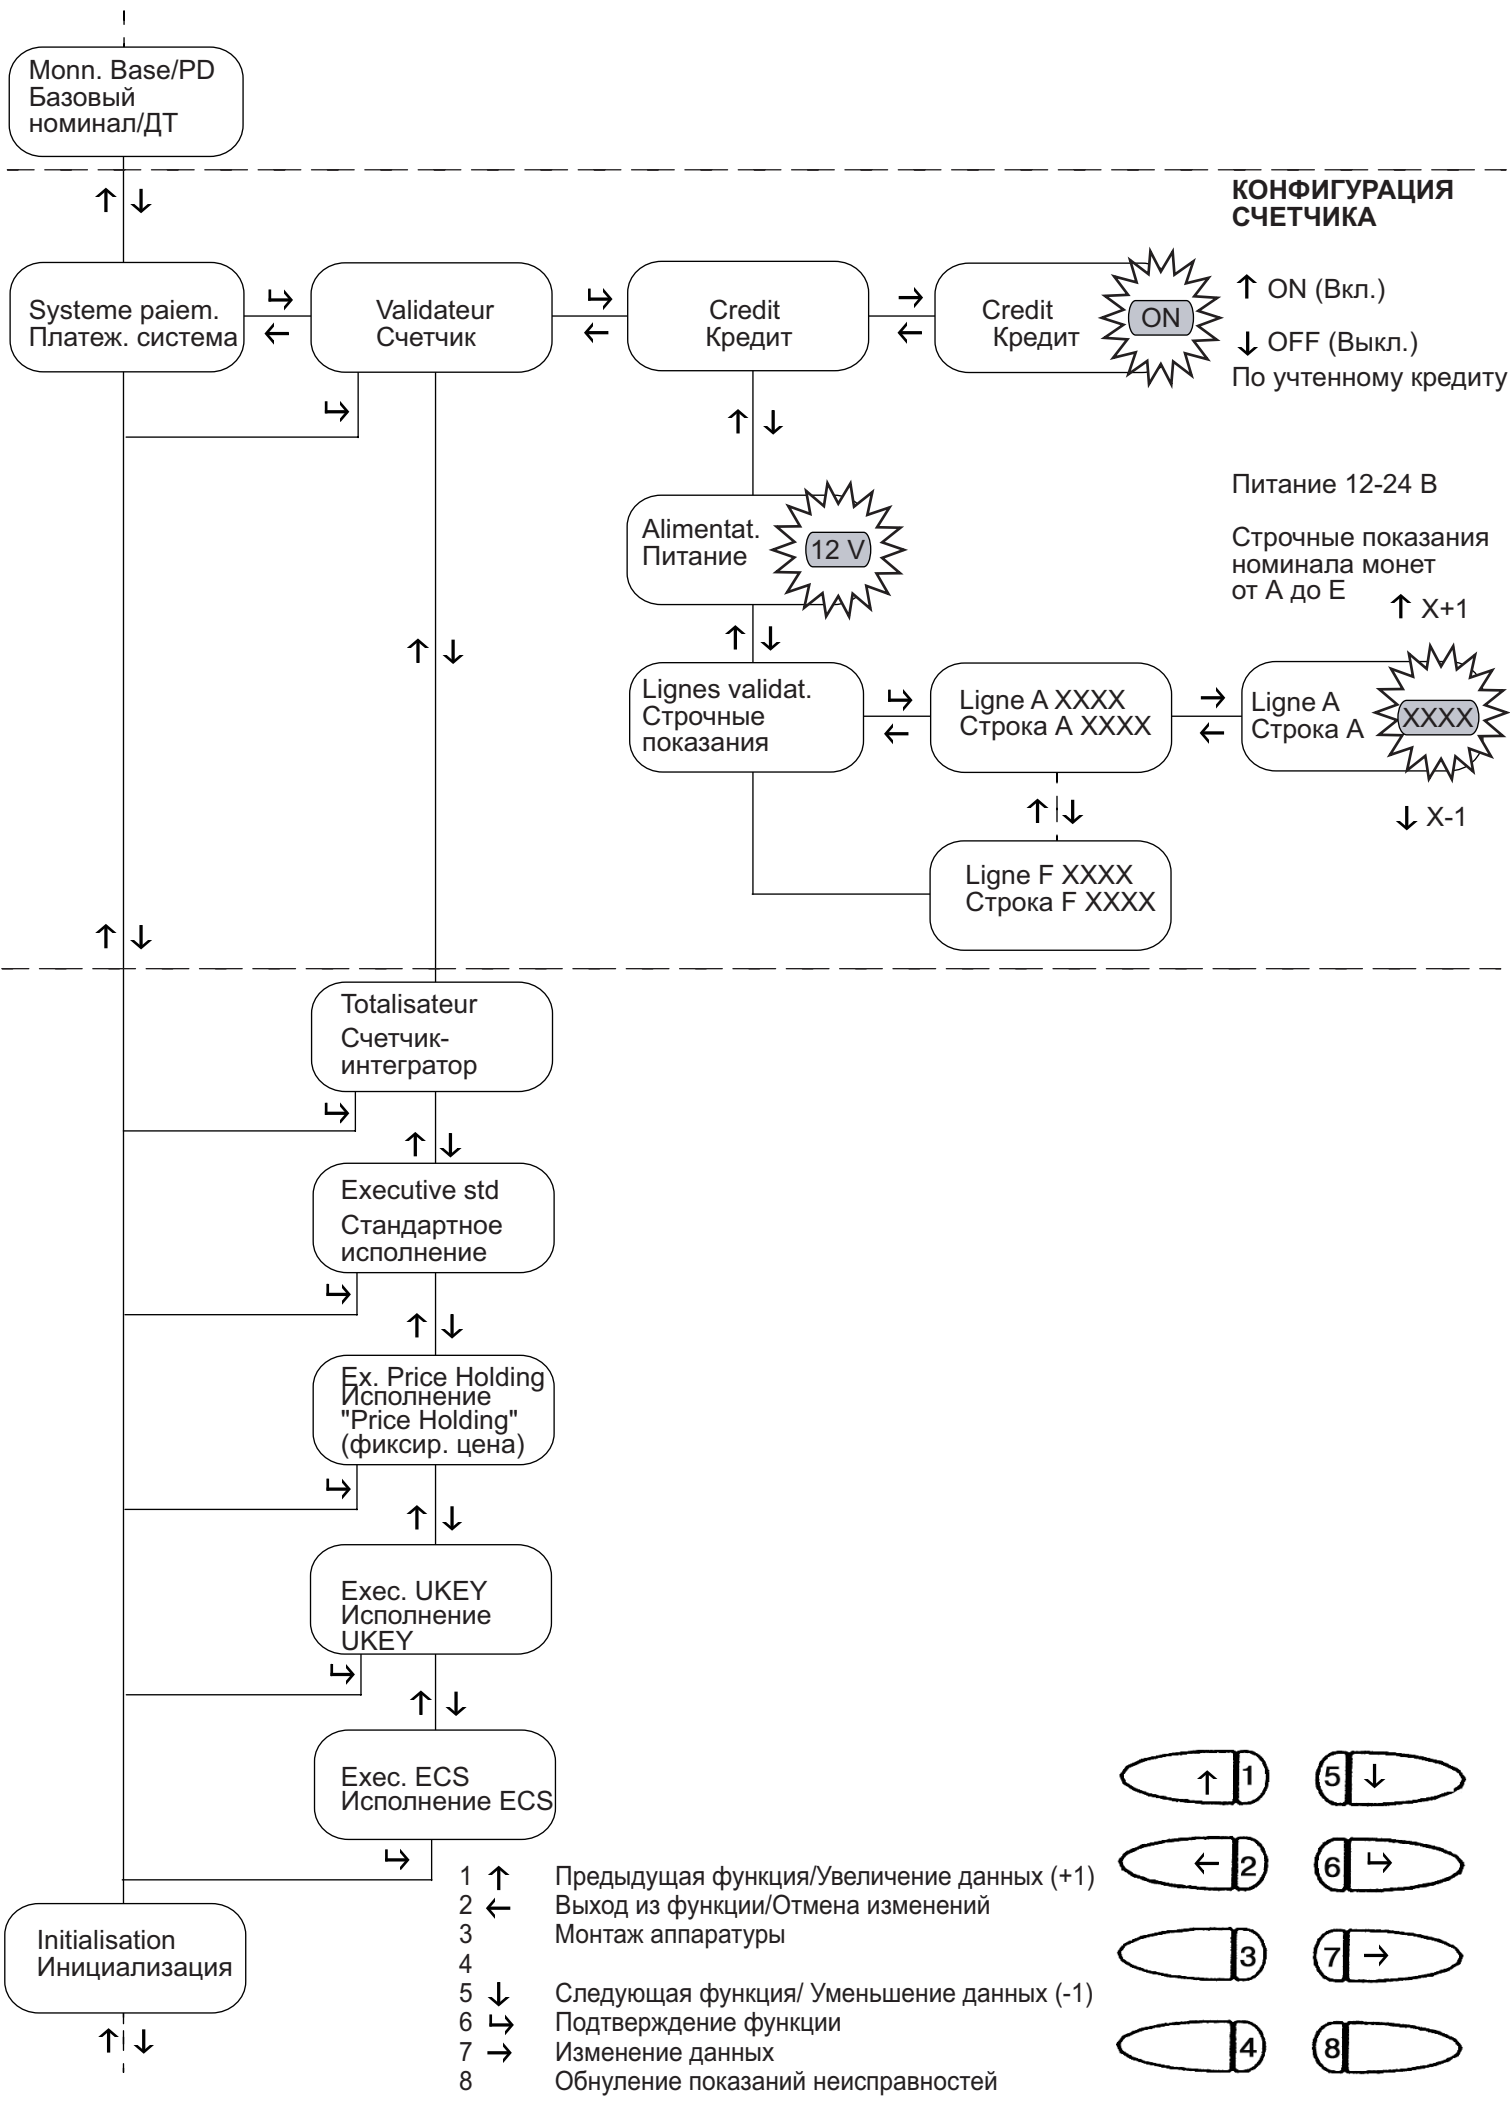 Monn. Base/PD
Базовый
номинал/ДТ
↑ ↓
КОНФИГУРАЦИЯ
СЧЕТЧИКА
Systeme paiem.
Платеж. система
Validateur
Счетчик
Credit
Кредит
Credit
Кредит
ON
↑ ON (Вкл.)
↓ OFF (Выкл.)
По учтенному кредиту
Питание 12-24 В
Alimentat.
Питание
12 V
Строчные показания
номинала монет
от А до Е
↑ X+1
Lignes validat.
Строчные
показания
Ligne A XXXX
Строка А XXXX
Ligne A
Строка А
XXXX
↓ X-1
Ligne F XXXX
Строка F XXXX
Totalisateur
Счетчик-
интегратор
Executive std
Стандартное
исполнение
Ex. Price Holding
Исполнение
"Price Holding"
(фиксир. цена)
Exec. UKEY
Исполнение
UKEY
Exec. ECS
Исполнение ECS
Initialisation
Инициализация
1 ↑ Предыдущая функция/Увеличение данных (+1)
2 ← Выход из функции/Отмена изменений
3 Монтаж аппаратуры
4
5 ↓ Следующая функция/ Уменьшение данных (-1)
6 ↳ Подтверждение функции
7 → Изменение данных
8 Обнуление показаний неисправностей
↑ 1
5 ↓
← 2
6 ↳
3
7 →
4
8